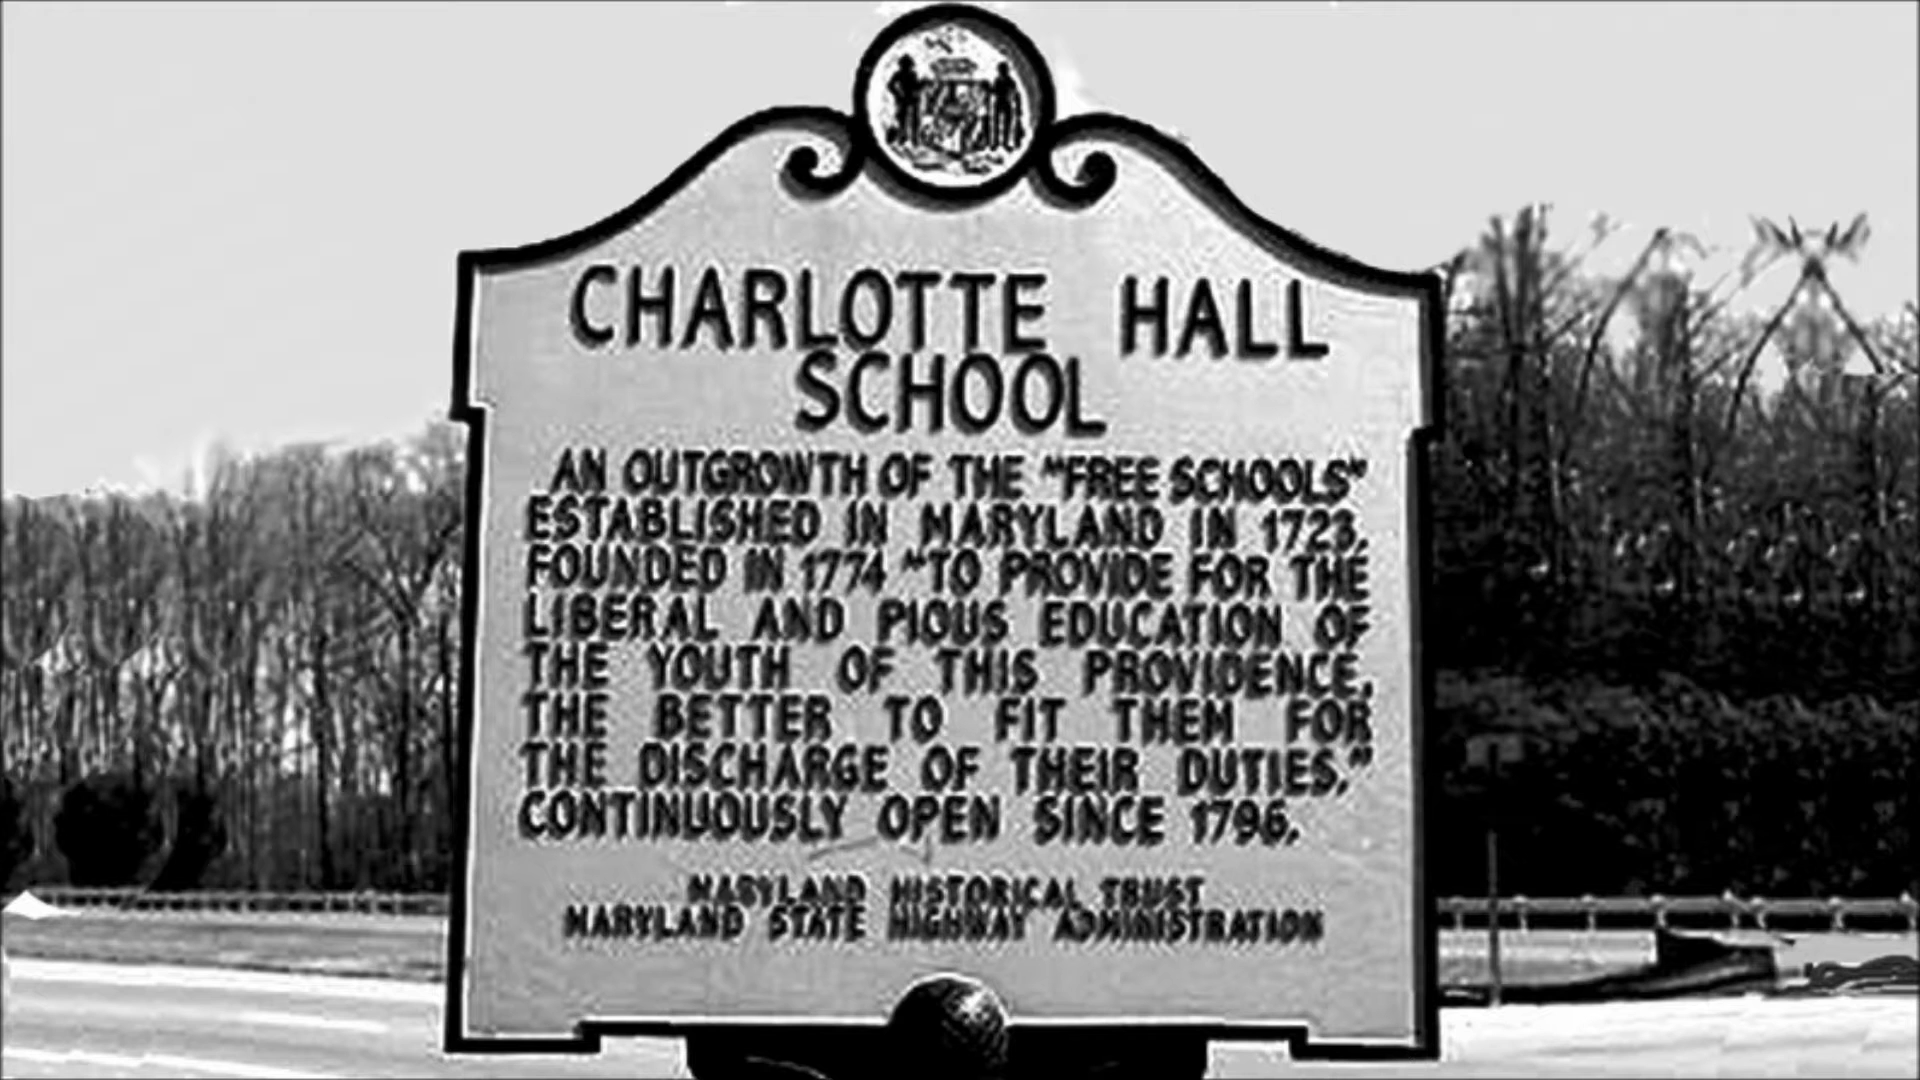 CHARLOTTE HALL
SCHOOL
AN OUTGROWTH OF THE "FREE SCHOOLS"
ESTABLISHED IN MARYLAND IN 1723.
FOUNDED IN 1774 "TO PROVIDE FOR THE
LIBERAL AND PIOUS EDUCATION OF
THE YOUTH OF THIS PROVIDENCE,
THE BETTER TO FIT THEM FOR
THE DISCHARGE OF THEIR DUTIES."
CONTINUOUSLY OPEN SINCE 1796.
MARYLAND HISTORICAL TRUST
MARYLAND STATE HIGHWAY ADMINISTRATION